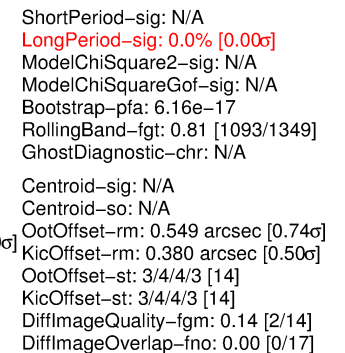 ShortPeriod−sig: N/A
LongPeriod−sig: 0.0% [0.00σ]
ModelChiSquare2−sig: N/A
ModelChiSquareGof−sig: N/A
Bootstrap−pfa: 6.16e−17
RollingBand−fgt: 0.81 [1093/1349]
GhostDiagnostic−chr: N/A
Centroid−sig: N/A
Centroid−so: N/A
OotOffset−rm: 0.549 arcsec [0.74σ]
σ] KicOffset−rm: 0.380 arcsec [0.50σ]
OotOffset−st: 3/4/4/3 [14]
KicOffset−st: 3/4/4/3 [14]
DiffImageQuality−fgm: 0.14 [2/14]
DiffImageOverlap−fno: 0.00 [0/17]